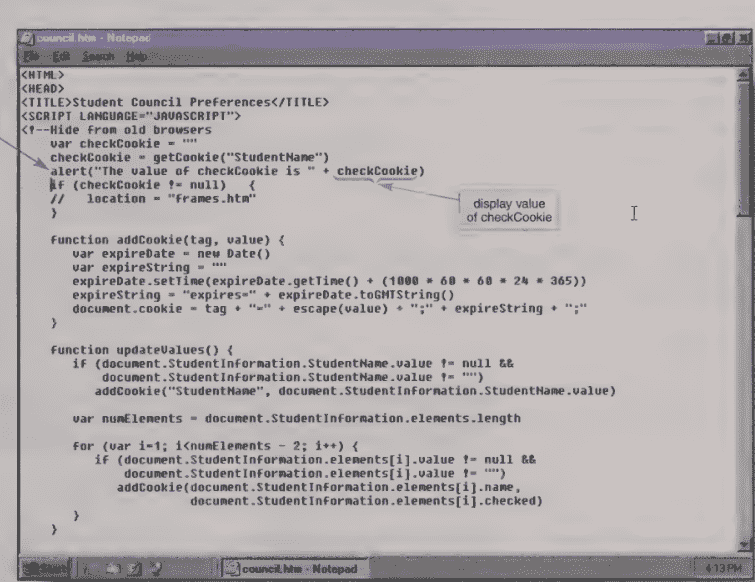 council.htm - Notepad
File Edit Search Help
<HTML>
<HEAD>
<TITLE>Student Council Preferences</TITLE>
<SCRIPT LANGUAGE="JAVASCRIPT">
<!--Hide from old browsers
var checkCookie = ""
checkCookie = getCookie("StudentName")
alert("The value of checkCookie is " + checkCookie)
if (checkCookie != null) {
// location = "frames.htm"
}
display value
of checkCookie
function addCookie(tag, value) {
var expireDate = new Date()
var expireString = ""
expireDate.setTime(expireDate.getTime() + (1000 * 60 * 60 * 24 * 365))
expireString = "expires=" + expireDate.toGMTString()
document.cookie = tag + "=" + escape(value) + ";" + expireString + ";"
}
function updateValues() {
if (document.StudentInformation.StudentName.value != null &&
document.StudentInformation.StudentName.value != "")
addCookie("StudentName", document.StudentInformation.StudentName.value)
var numElements = document.StudentInformation.elements.length
for (var i=1; i<numElements - 2; i++) {
if (document.StudentInformation.elements[i].value != null &&
document.StudentInformation.elements[i].value != "")
addCookie(document.StudentInformation.elements[i].name,
document.StudentInformation.elements[i].checked)
}
}
Start
council.htm - Notepad
4:13 PM